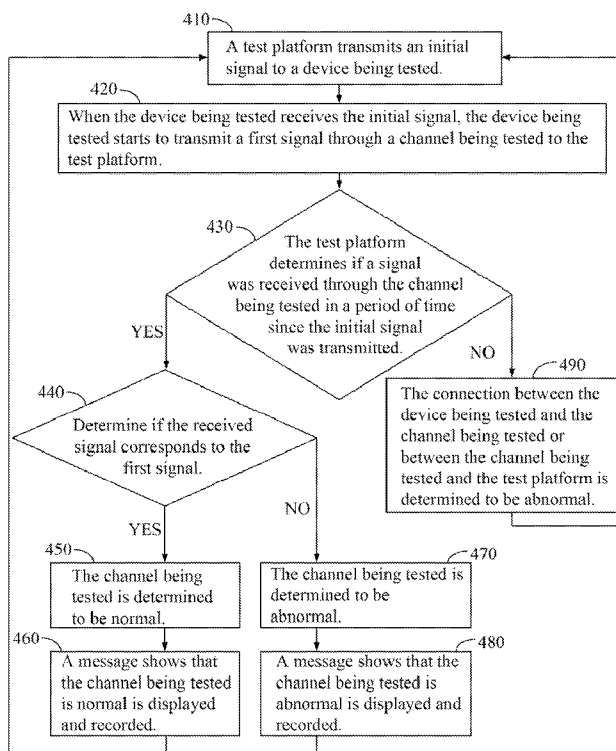 410
A test platform transmits an initial
signal to a device being tested.
420
When the device being tested receives the initial signal, the device being
tested starts to transmit a first signal through a channel being tested to the
test platform.
430
The test platform
determines if a signal
was received through the channel
being tested in a period of time
since the initial signal
was transmitted.
YES
NO
440
Determine if the received
signal corresponds to the
first signal.
490
The connection between the
device being tested and the
channel being tested or
between the channel being
tested and the test platform is
determined to be abnormal.
YES
NO
450
The channel being
tested is determined
to be normal.
470
The channel being tested is
determined to be
abnormal.
460
A message shows that
the channel being tested
is normal is displayed
and recorded.
480
A message shows that the
channel being tested is
abnormal is displayed and
recorded.